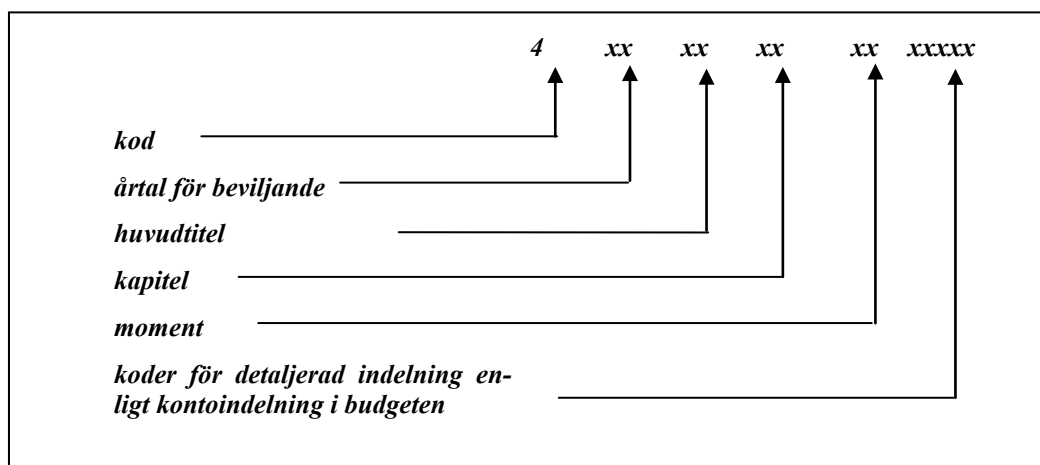 4 xx xx xx xx xxxxx
kod
årtal för beviljande
huvudtitel
kapitel
moment
koder för detaljerad indelning en-
ligt kontoindelning i budgeten